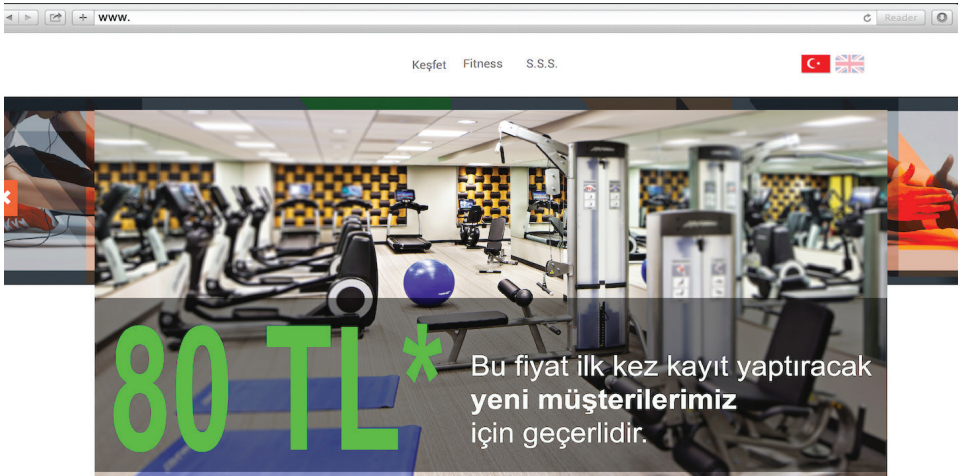 www.
Reader
Keşfet Fitness S.S.S.
80 TL*
Bu fiyat ilk kez kayıt yaptıracak
yeni müşterilerimiz
için geçerlidir.